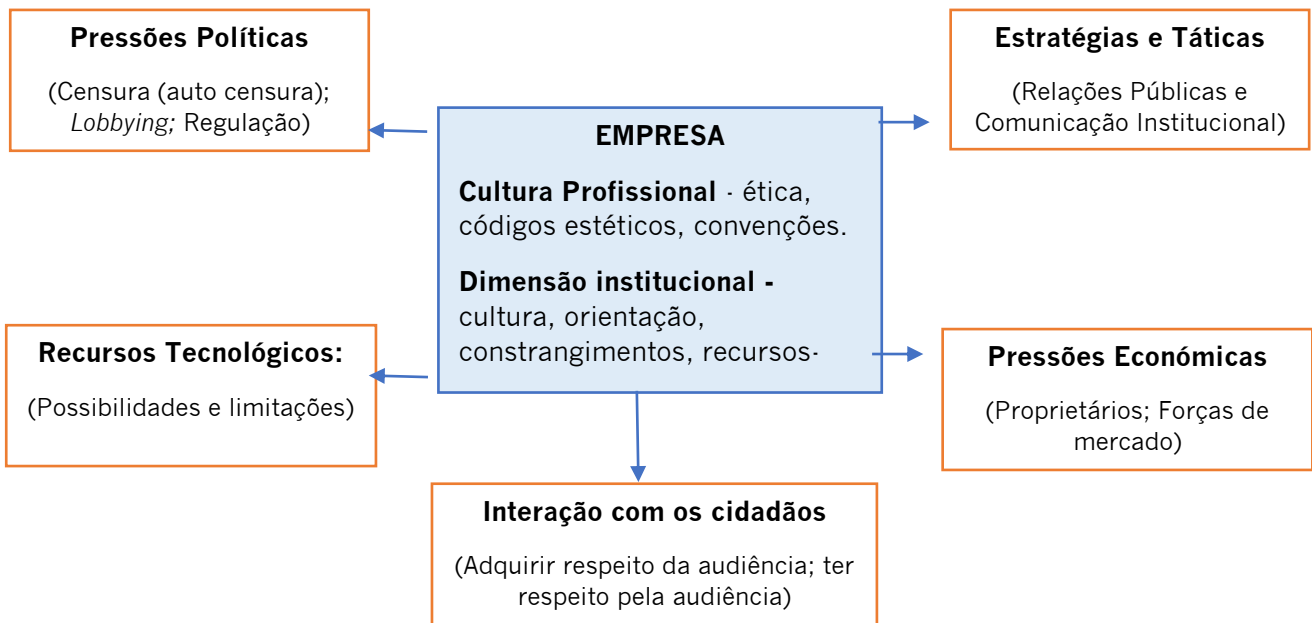 Pressões Políticas
(Censura (auto censura);
Lobbying; Regulação)
Estratégias e Táticas
(Relações Públicas e
Comunicação Institucional)
EMPRESA
Cultura Profissional - ética,
códigos estéticos, convenções.
Dimensão institucional -
cultura, orientação,
constrangimentos, recursos-
Recursos Tecnológicos:
(Possibilidades e limitações)
Pressões Económicas
(Proprietários; Forças de
mercado)
Interação com os cidadãos
(Adquirir respeito da audiência; ter
respeito pela audiência)